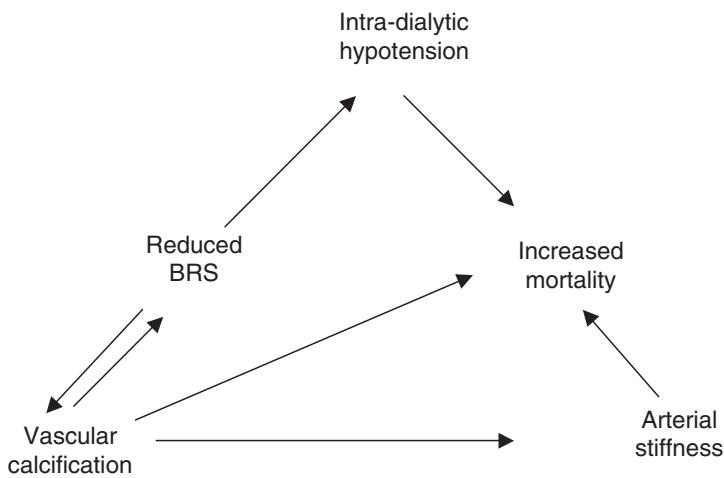 Intra-dialytic
hypotension
Reduced
BRS
Increased
mortality
Vascular
calcification
Arterial
stiffness